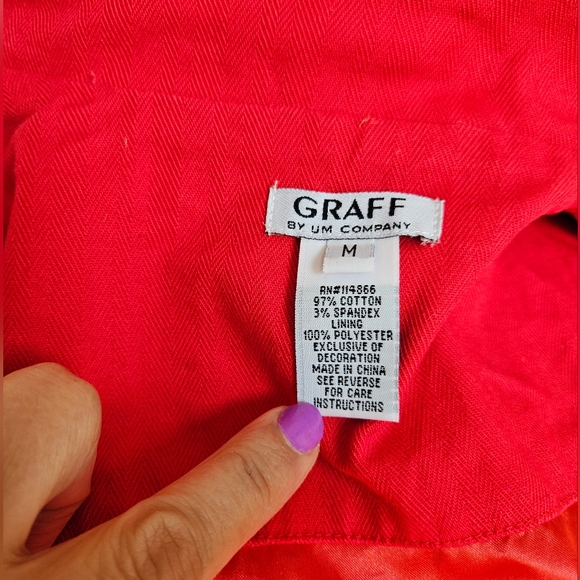 GRAFF
BY UM COMPANY
M
RN#114866
97% COTTON
3% SPANDEX
LINING
100% POLYESTER
EXCLUSIVE OF
DECORATION
MADE IN CHINA
SEE REVERSE
FOR CARE
INSTRUCTIONS